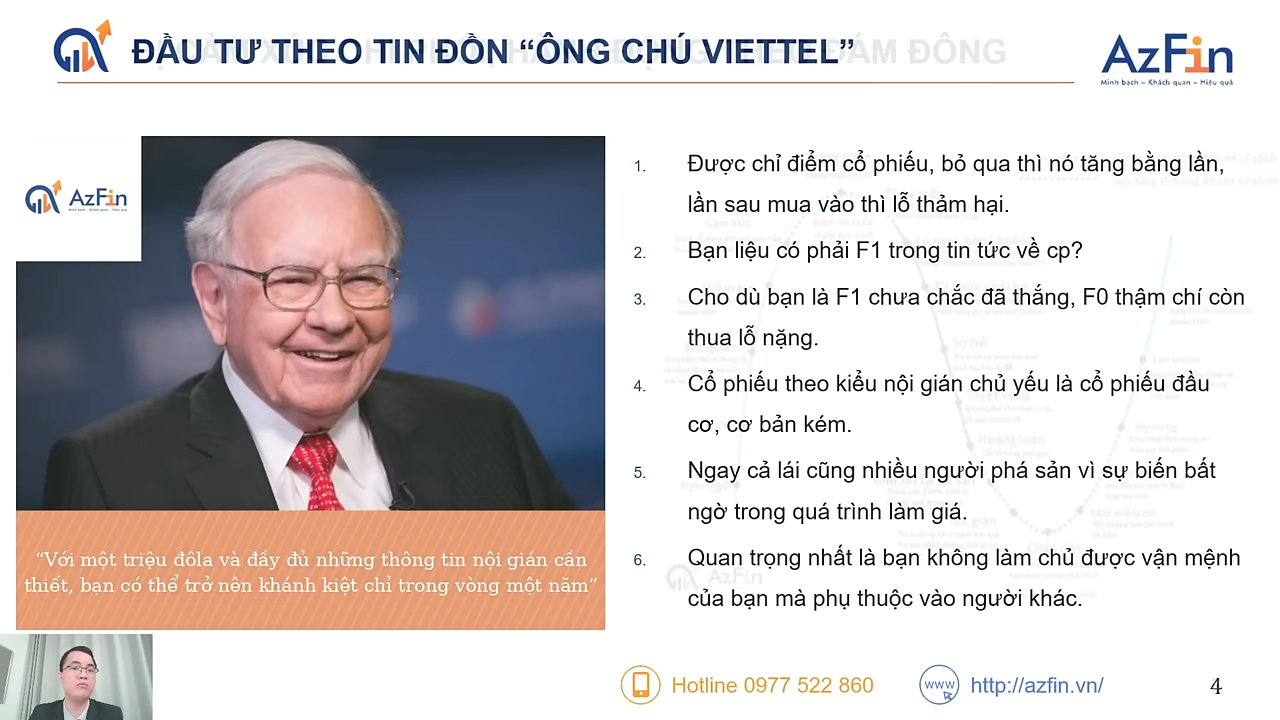 ĐẦU TƯ THEO TIN ĐỒN “ÔNG CHÚ VIETTEL”
AzFin
Minh bạch – Khách quan – Hiệu quả
AzFin
Minh bạch – Khách quan – Hiệu quả
1. Được chỉ điểm cổ phiếu, bỏ qua thì nó tăng bằng lần,
lần sau mua vào thì lỗ thảm hại.
2. Bạn liệu có phải F1 trong tin tức về cp?
3. Cho dù bạn là F1 chưa chắc đã thắng, F0 thậm chí còn
thua lỗ nặng.
4. Cổ phiếu theo kiểu nội gián chủ yếu là cổ phiếu đầu
cơ, cơ bản kém.
5. Ngay cả lái cũng nhiều người phá sản vì sự biến bất
ngờ trong quá trình làm giá.
6. Quan trọng nhất là bạn không làm chủ được vận mệnh
của bạn mà phụ thuộc vào người khác.
“Với một triệu đôla và đầy đủ những thông tin nội gián cần
thiết, bạn có thể trở nên khánh kiệt chỉ trong vòng một năm”
Hotline 0977 522 860
www
http://azfin.vn/
4